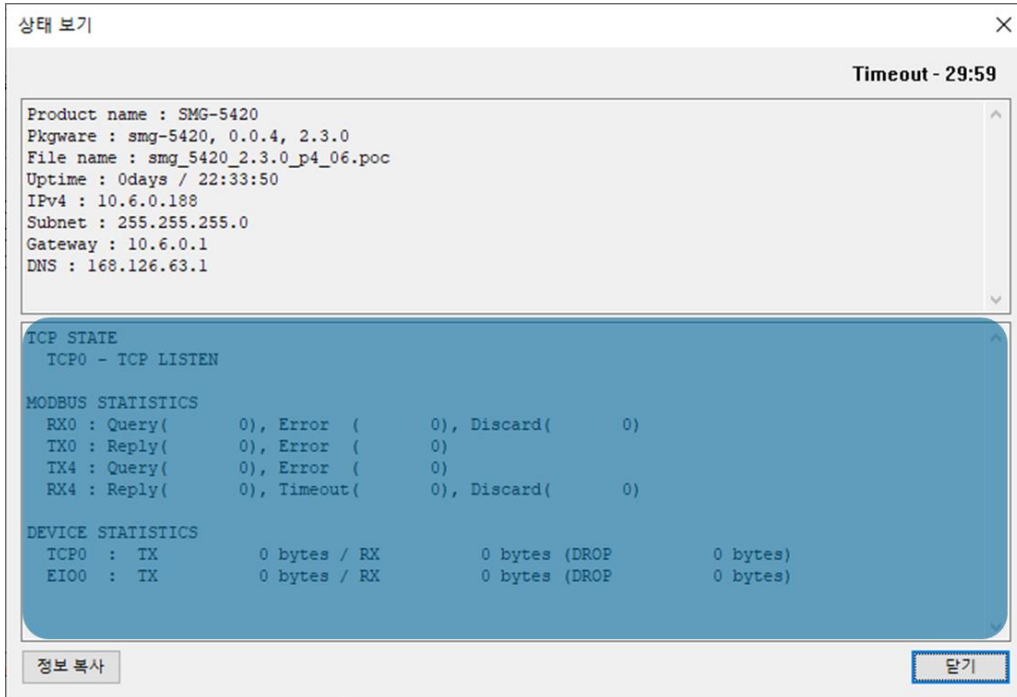 상태 보기
Timeout - 29:59
Product name : SMG-5420
Pkgware : smg-5420, 0.0.4, 2.3.0
File name : smg_5420_2.3.0_p4_06.poc
Uptime : 0days / 22:33:50
IPv4 : 10.6.0.188
Subnet : 255.255.255.0
Gateway : 10.6.0.1
DNS : 168.126.63.1
TCP STATE
TCP0 - TCP LISTEN
MODBUS STATISTICS
RX0 : Query( 0), Error ( 0), Discard( 0)
TX0 : Reply( 0), Error ( 0)
TX4 : Query( 0), Error ( 0)
RX4 : Reply( 0), Timeout( 0), Discard( 0)
DEVICE STATISTICS
TCP0 : TX 0 bytes / RX 0 bytes (DROP 0 bytes)
EIO0 : TX 0 bytes / RX 0 bytes (DROP 0 bytes)
정보 복사
닫기